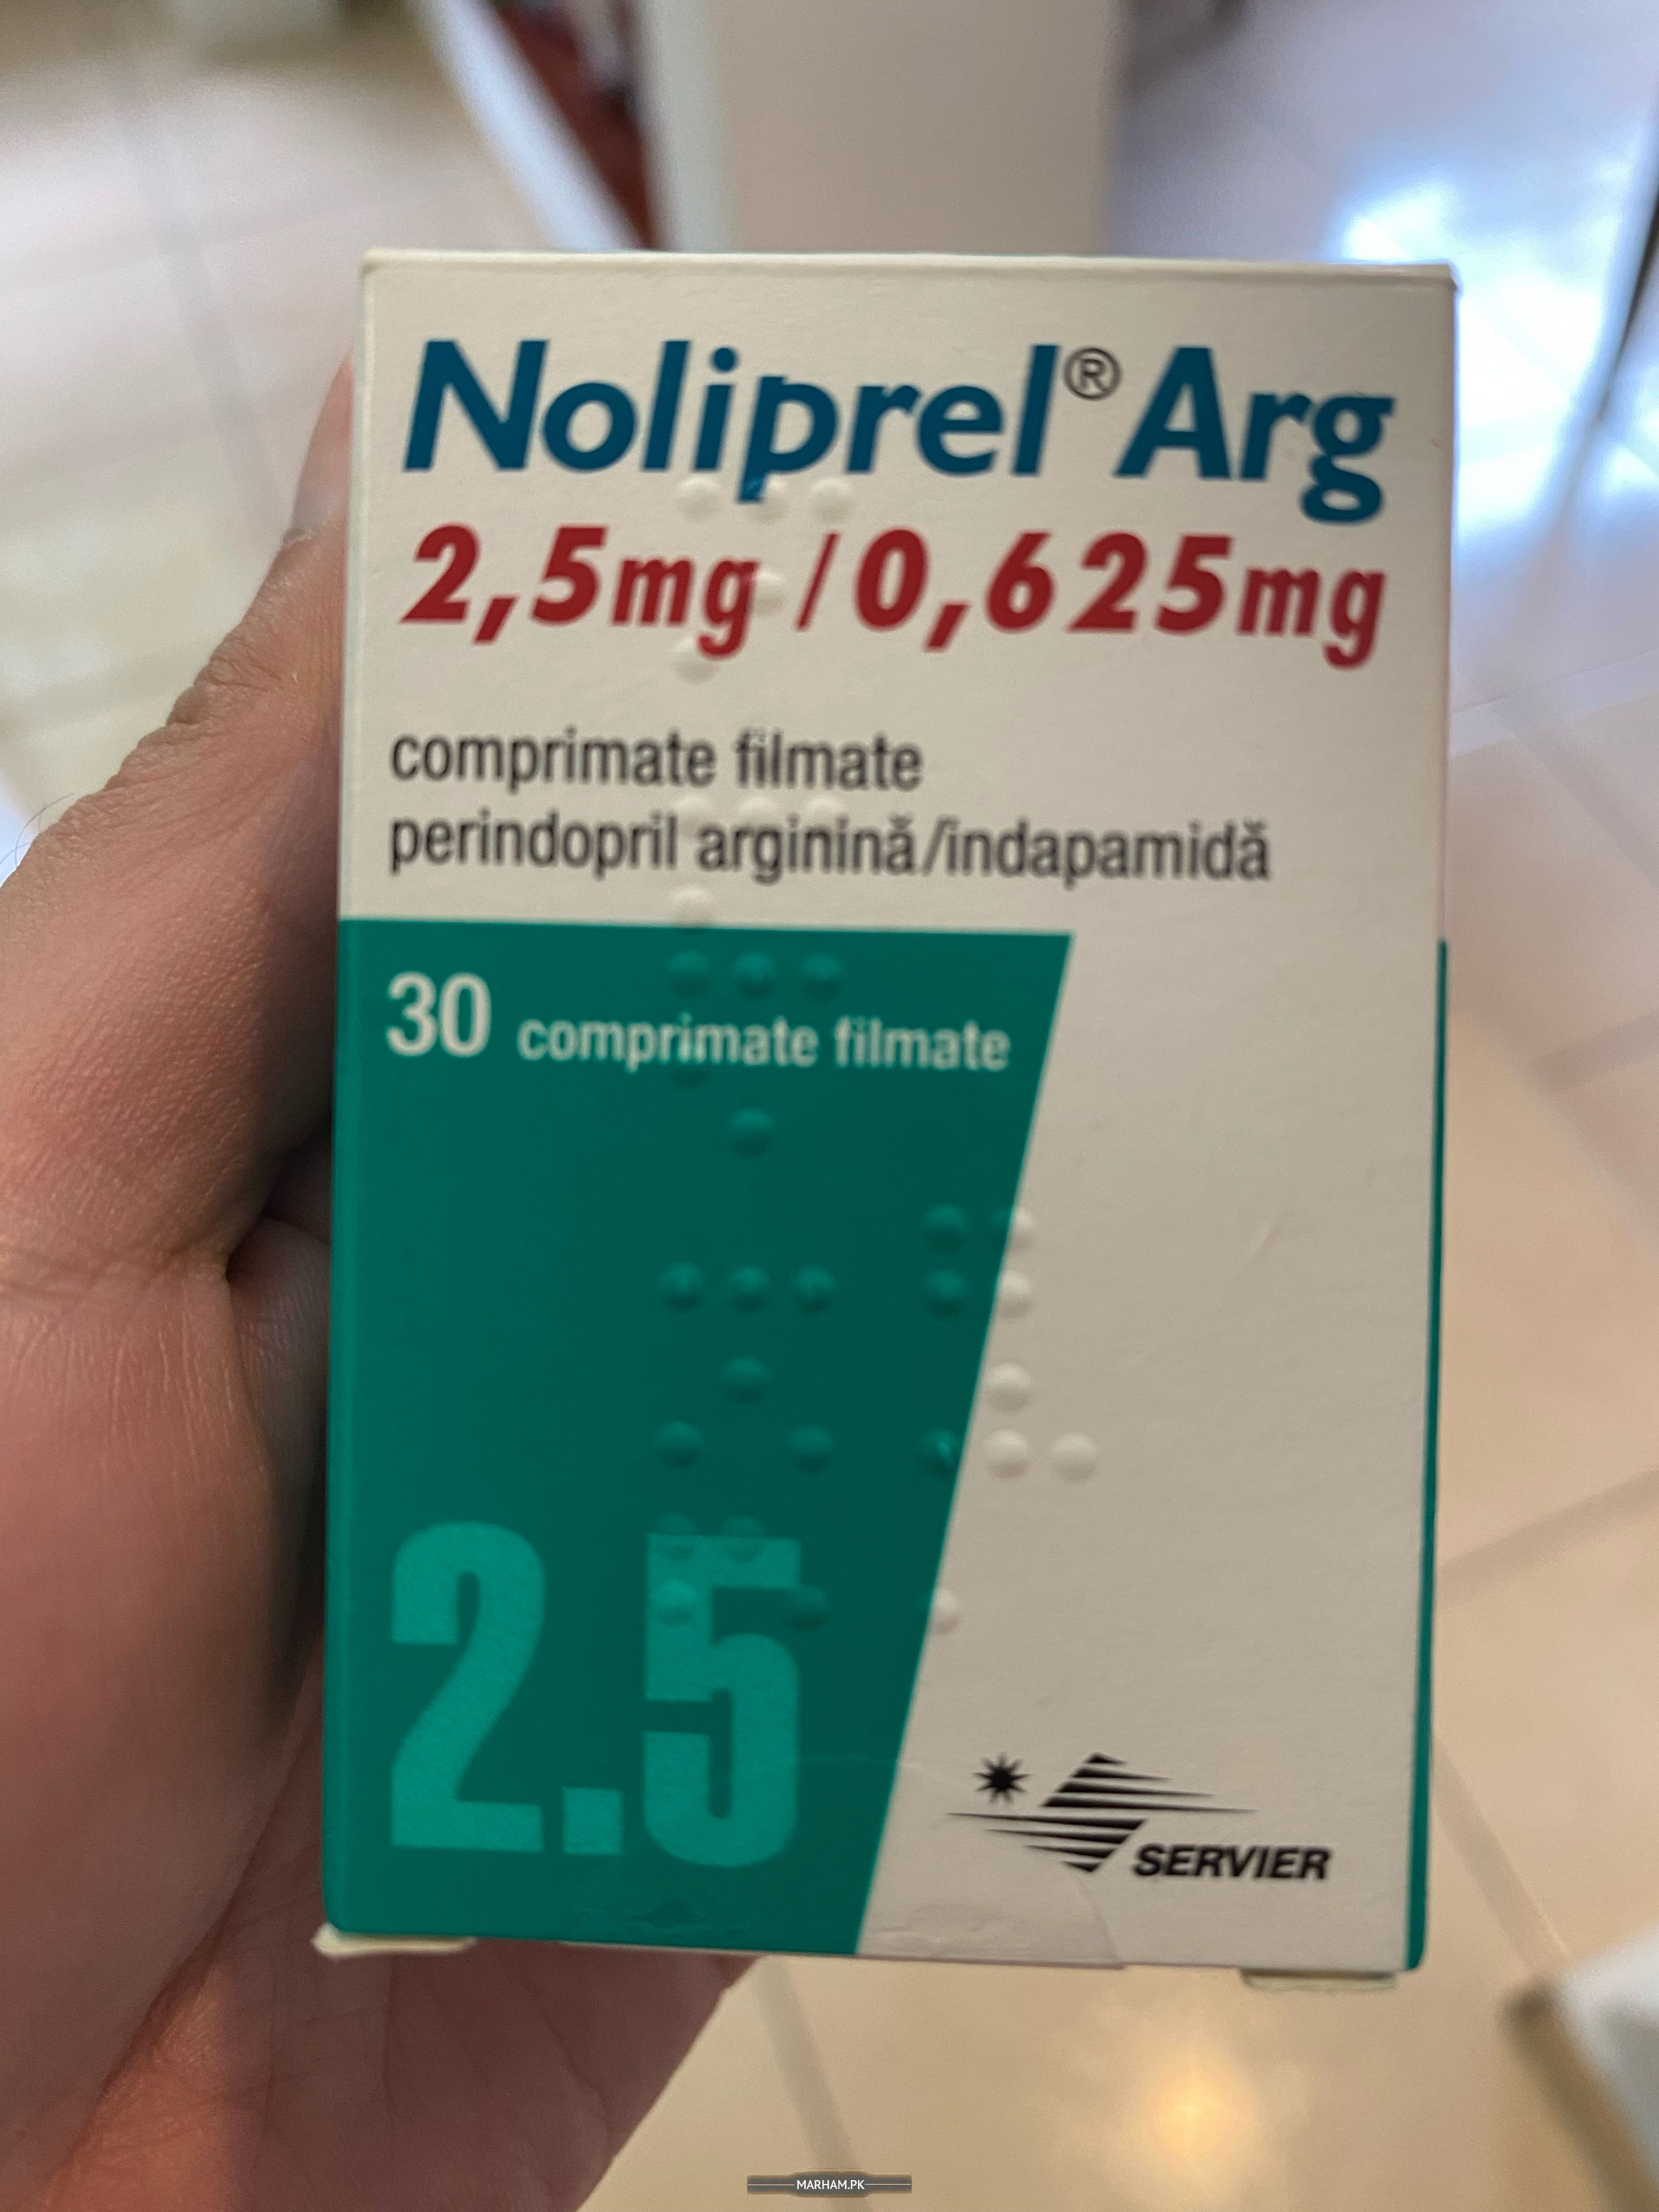 Noliprel® Arg
2,5mg / 0,625mg
comprimate filmate
perindopril arginină/indapamidă
30 comprimate filmate
2.5
SERVIER
MARHAM.PK